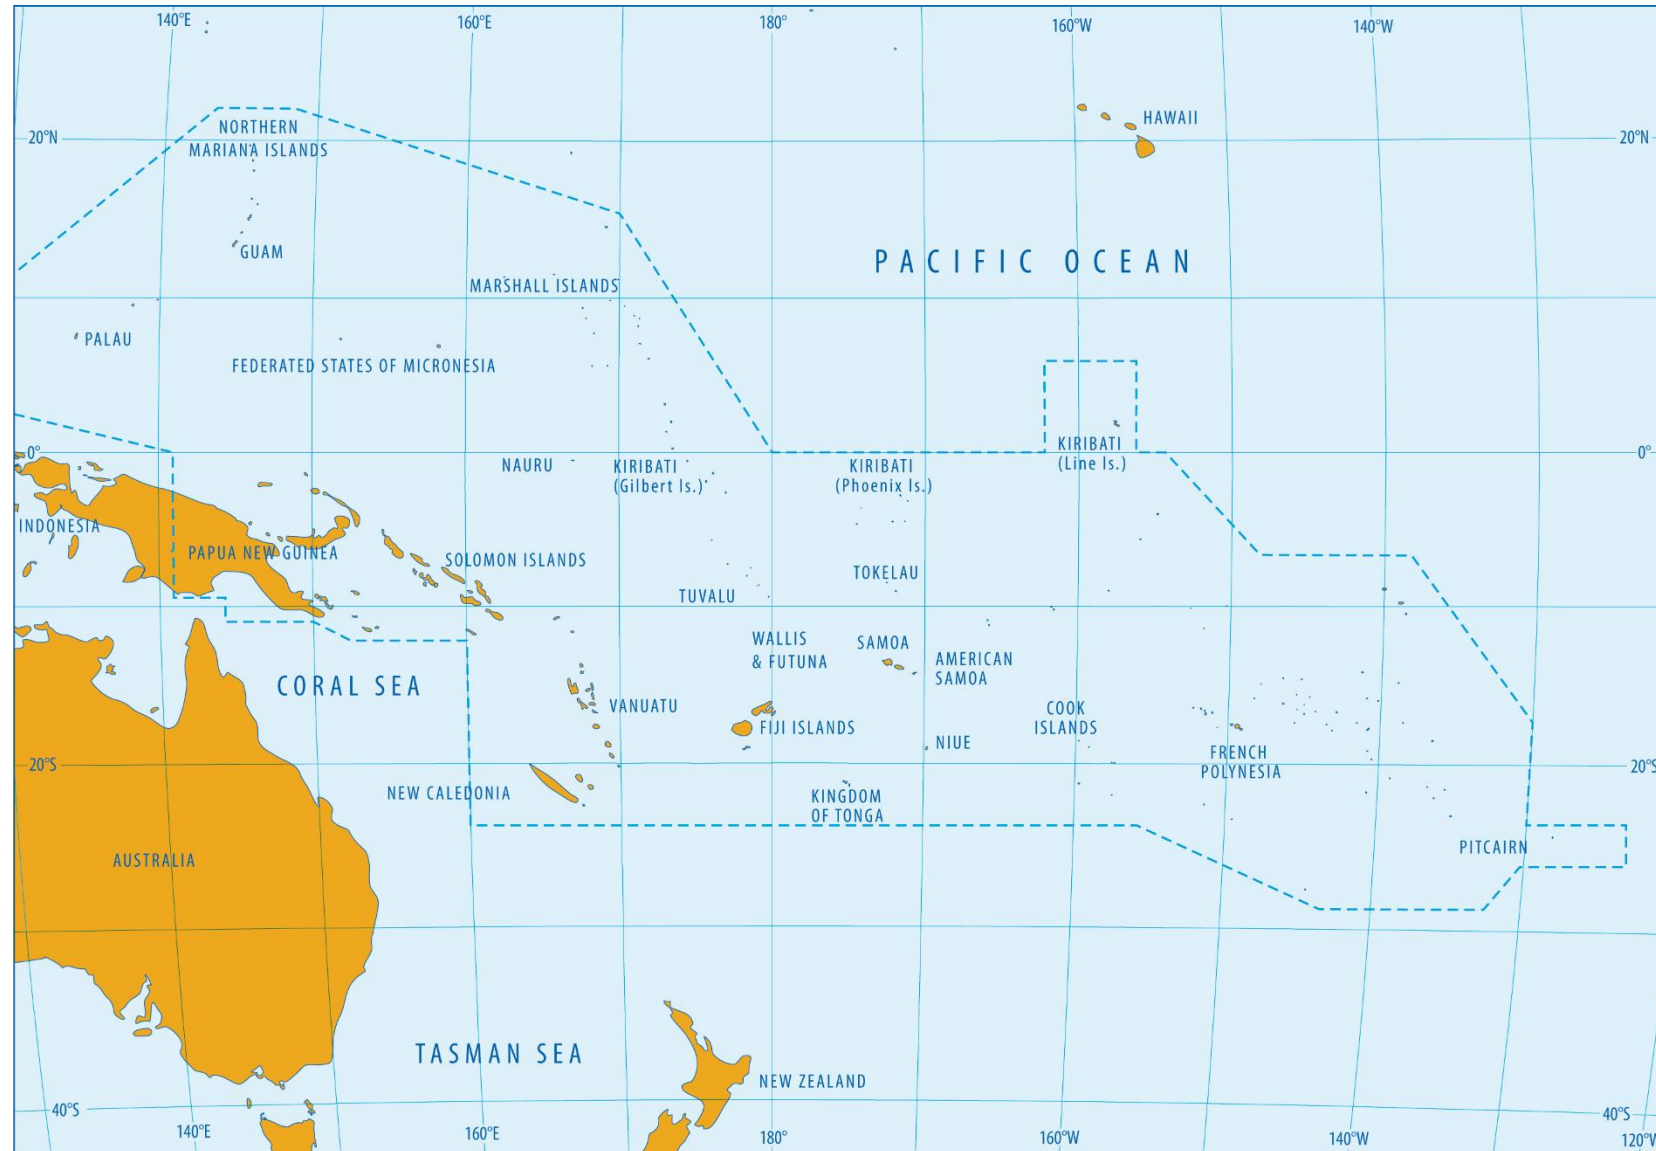 140°E
160°E
180°
160°W
140°W
HAWAII
NORTHERN
MARIANA ISLANDS
20°N
20°N
GUAM
PACIFIC OCEAN
MARSHALL ISLANDS
PALAU
FEDERATED STATES OF MICRONESIA
0°
0°
NAURU
KIRIBATI
(Gilbert Is.)
KIRIBATI
(Phoenix Is.)
KIRIBATI
(Line Is.)
INDONESIA
PAPUA NEW GUINEA
SOLOMON ISLANDS
TUVALU
TOKELAU
WALLIS
& FUTUNA
SAMOA
AMERICAN
SAMOA
CORAL SEA
VANUATU
FIJI ISLANDS
NIUE
COOK
ISLANDS
FRENCH
POLYNESIA
20°S
20°S
NEW CALEDONIA
KINGDOM
OF TONGA
AUSTRALIA
PITCAIRN
TASMAN SEA
NEW ZEALAND
40°S
40°S
140°E
160°E
180°
160°W
140°W
120°W